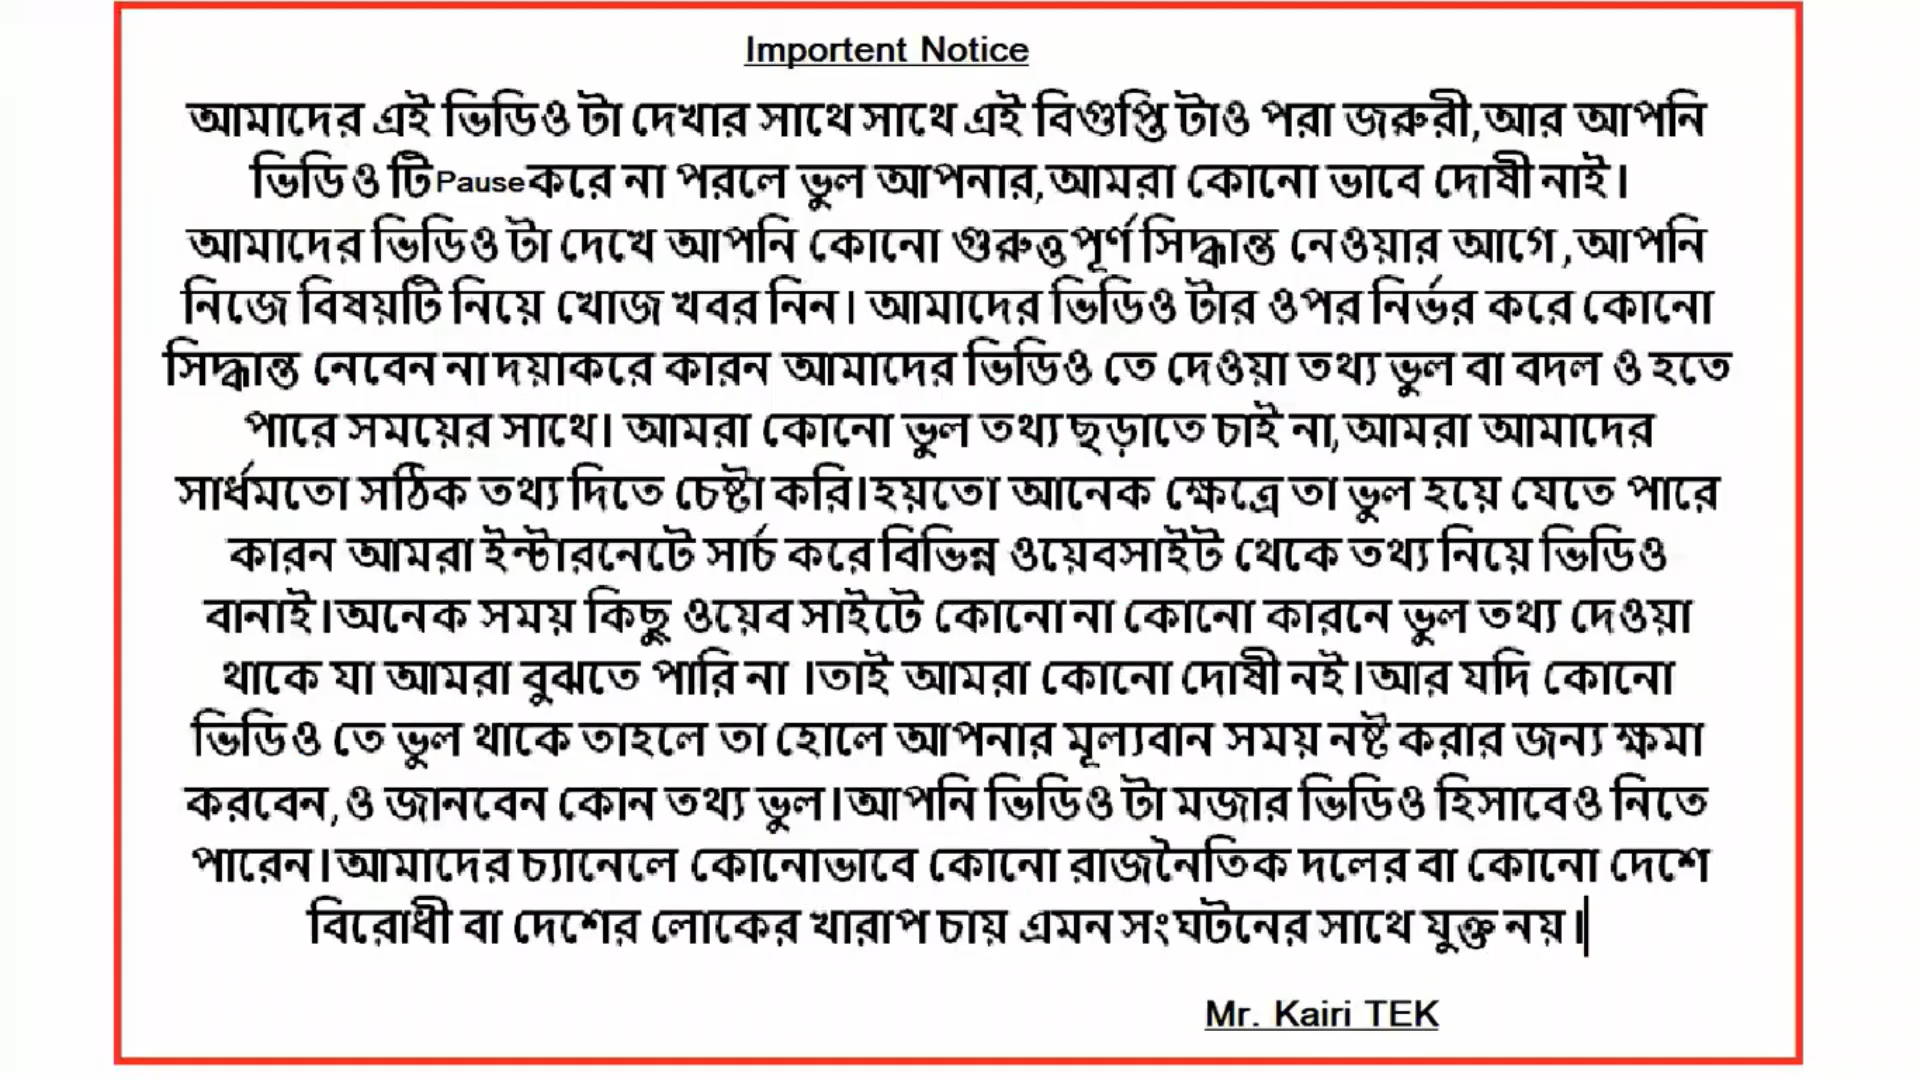 Importent Notice
আমাদের এই ভিডিও টা দেখার সাথে সাথে এই বিগুপ্তি টাও পরা জরুরী,আর আপনি
ভিডিও টি Pause করে না পরলে ভুল আপনার,আমরা কোনো ভাবে দোষী নাই।
আমাদের ভিডিও টা দেখে আপনি কোনো গুরুত্তপূর্ণ সিদ্ধান্ত নেওয়ার আগে,আপনি
নিজে বিষয়টি নিয়ে খোজ খবর নিন। আমাদের ভিডিও টার ওপর নির্ভর করে কোনো
সিদ্ধান্ত নেবেন না দয়াকরে কারন আমাদের ভিডিও তে দেওয়া তথ্য ভুল বা বদল ও হতে
পারে সময়ের সাথে। আমরা কোনো ভুল তথ্য ছড়াতে চাই না,আমরা আমাদের
সার্ধমতো সঠিক তথ্য দিতে চেষ্টা করি।হয়তো আনেক ক্ষেত্রে তা ভুল হয়ে যেতে পারে
কারন আমরা ইন্টারনেটে সার্চ করে বিভিন্ন ওয়েবসাইট থেকে তথ্য নিয়ে ভিডিও
বানাই।অনেক সময় কিছু ওয়েব সাইটে কোনো না কোনো কারনে ভুল তথ্য দেওয়া
থাকে যা আমরা বুঝতে পারি না ।তাই আমরা কোনো দোষী নই।আর যদি কোনো
ভিডিও তে ভুল থাকে তাহলে তা হোলে আপনার মূল্যবান সময় নষ্ট করার জন্য ক্ষমা
করবেন,ও জানবেন কোন তথ্য ভুল।আপনি ভিডিও টা মজার ভিডিও হিসাবেও নিতে
পারেন।আমাদের চ্যানেলে কোনোভাবে কোনো রাজনৈতিক দলের বা কোনো দেশে
বিরোধী বা দেশের লোকের খারাপ চায় এমন সংঘটনের সাথে যুক্ত নয়।
Mr. Kairi TEK